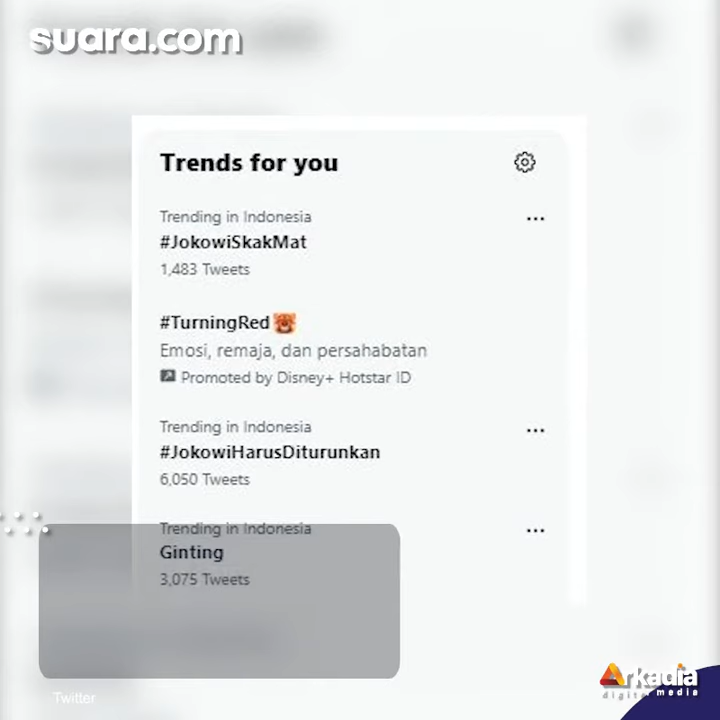 suara.com
Trends for you
Trending in Indonesia
#JokowiSkakMat
1,483 Tweets
#TurningRed
Emosi, remaja, dan persahabatan
Promoted by Disney+ Hotstar ID
Trending in Indonesia
#JokowiHarusDiturunkan
6,050 Tweets
Trending in Indonesia
Ginting
3,075 Tweets
Twitter
Arkadia
digital media